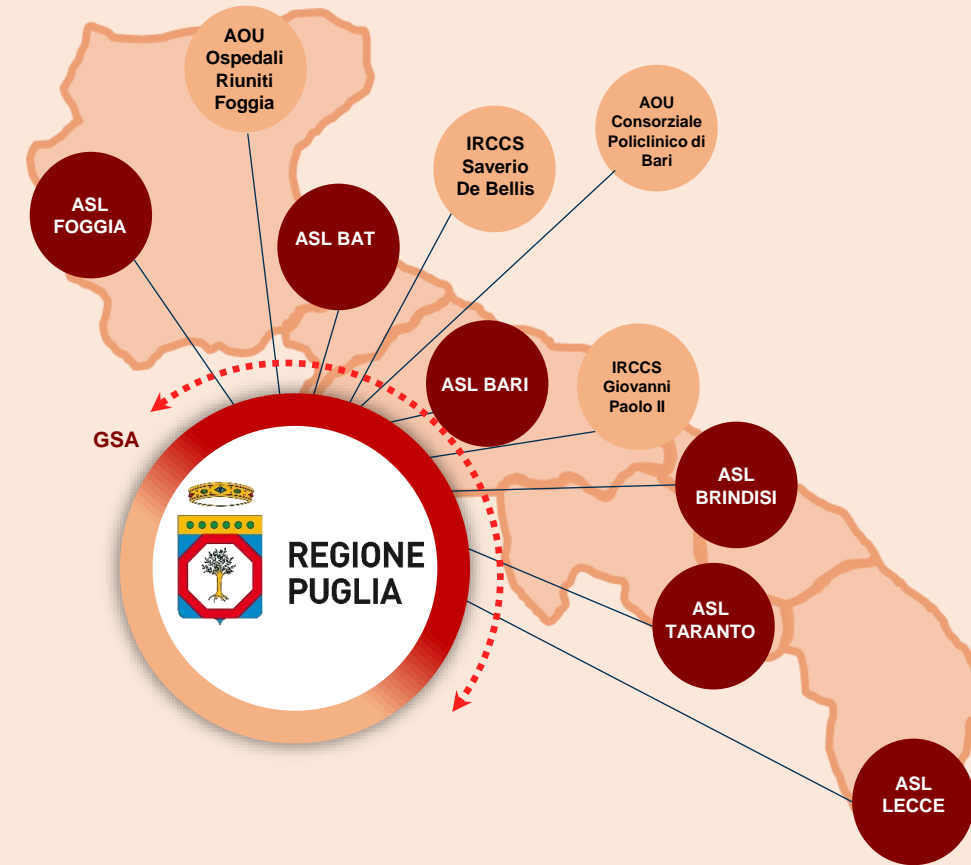 AOU
Ospedali
Riuniti
Foggia
AOU
Consorziale
Policlinico di
Bari
IRCCS
Saverio
De Bellis
ASL
FOGGIA
ASL BAT
ASL BARI
IRCCS
Giovanni
Paolo II
GSA
ASL
BRINDISI
REGIONE
PUGLIA
ASL
TARANTO
ASL
LECCE